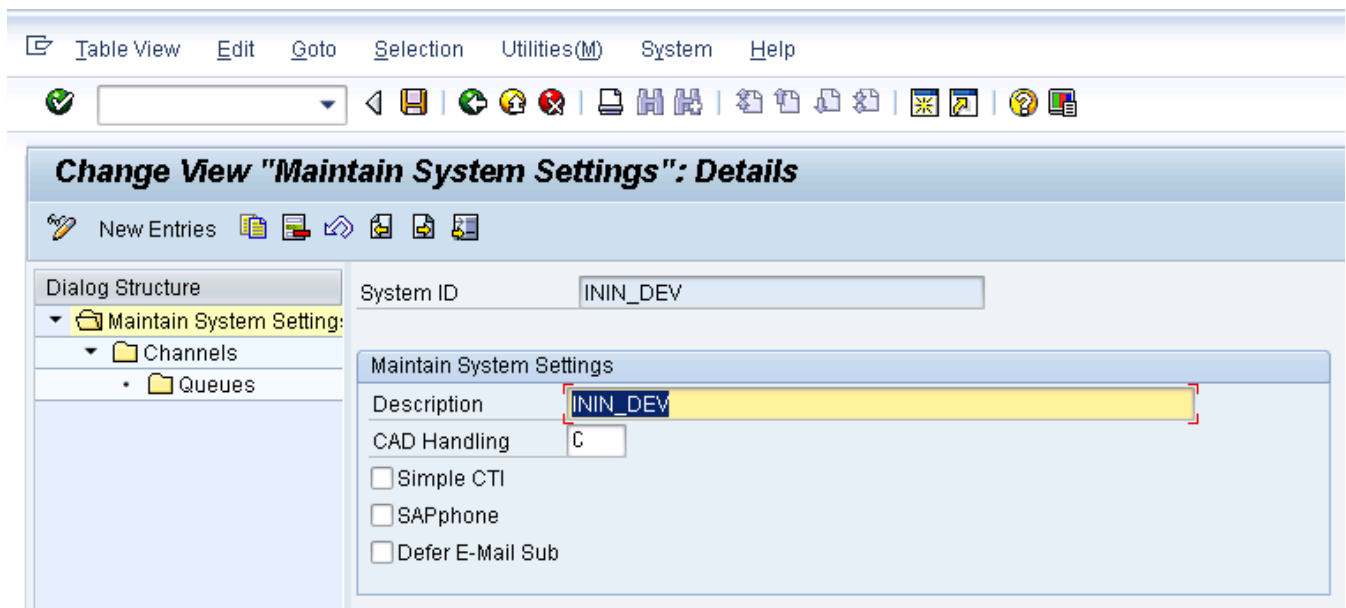 Table View Edit Goto Selection Utilities(M) System Help
Change View "Maintain System Settings": Details
New Entries
Dialog Structure
System ID ININ_DEV
Maintain System Setting
Channels
Maintain System Settings
Queues
Description ININ_DEV
CAD Handling C
Simple CTI
SAPphone
Defer E-Mail Sub